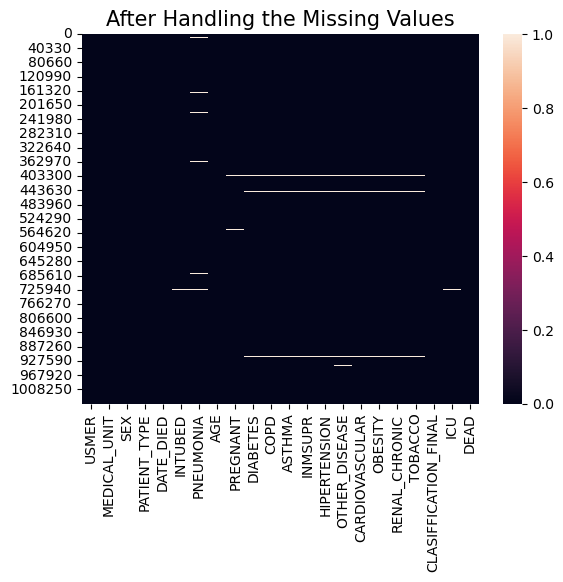 After Handling the Missing Values
0
40330
80660
120990
161320
201650
241980
282310
322640
362970
403300
443630
483960
524290
564620
604950
645280
685610
725940
766270
806600
846930
887260
927590
967920
1008250
1.0
0.8
0.6
0.4
0.2
0.0
USMER
MEDICAL_UNIT
SEX
PATIENT_TYPE
DATE_DIED
INTUBED
PNEUMONIA
AGE
PREGNANT
DIABETES
COPD
ASTHMA
INMSUPR
HIPERTENSION
OTHER_DISEASE
CARDIOVASCULAR
OBESITY
RENAL_CHRONIC
TOBACCO
CLASIFFICATION_FINAL
ICU
DEAD